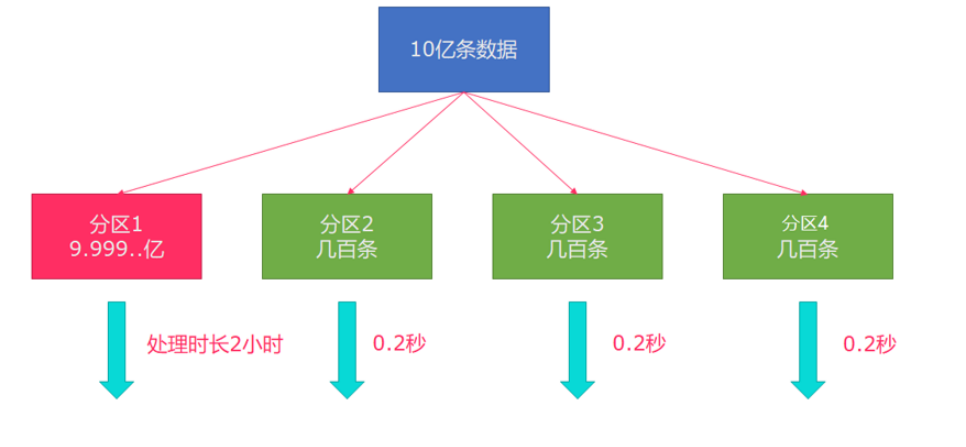 10亿条数据
分区1
9.999..亿
分区2
几百条
分区3
几百条
分区4
几百条
处理时长2小时
0.2秒
0.2秒
0.2秒